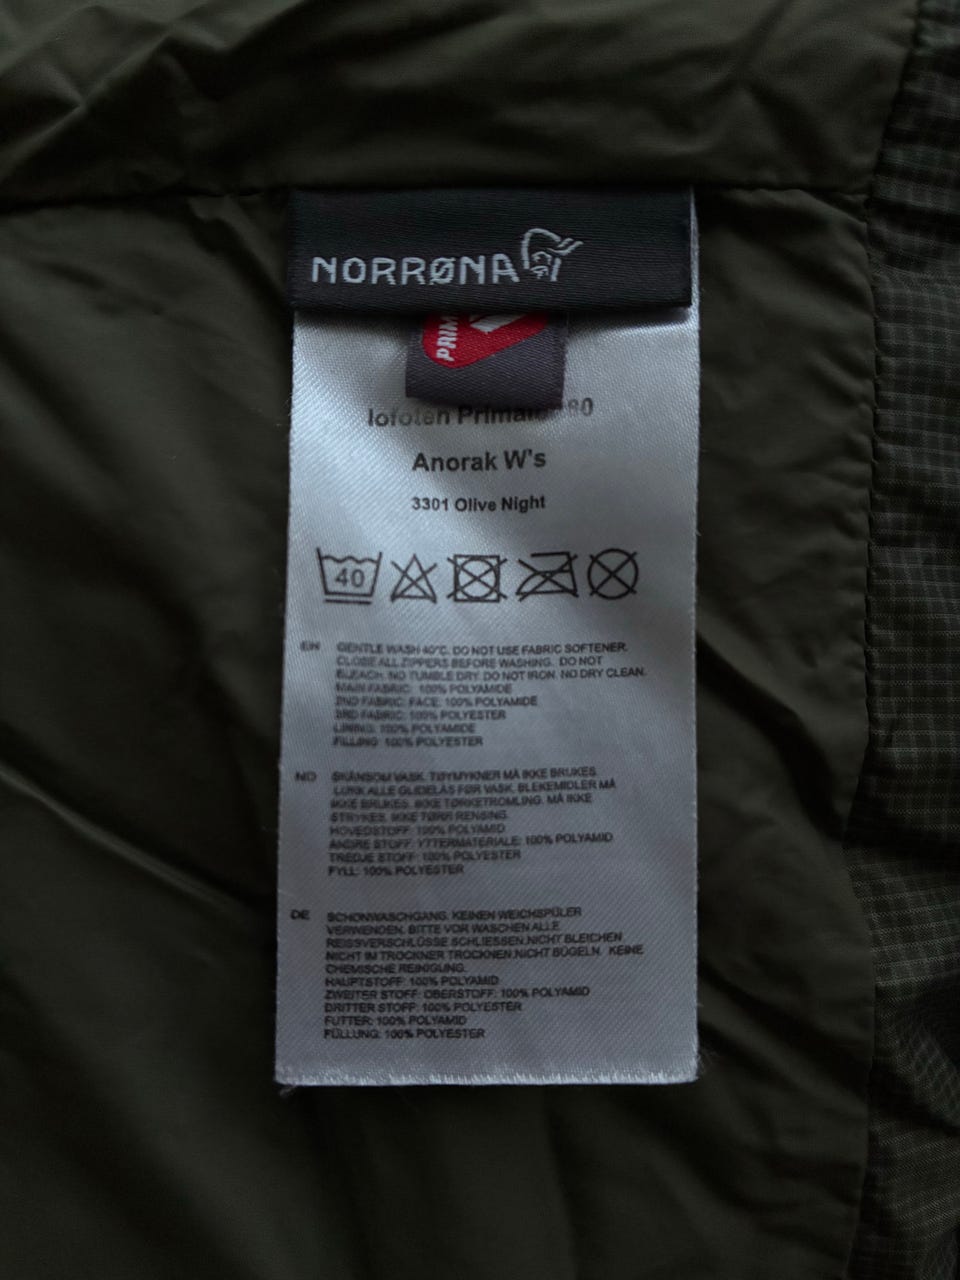 NORRØNA
PRIM
lofoten Primal 80
Anorak W's
3301 Olive Night
40
EN GENTLE WASH 40°C. DO NOT USE FABRIC SOFTENER.
CLOSE ALL ZIPPERS BEFORE WASHING. DO NOT
BLEACH. NO TUMBLE DRY. DO NOT IRON. NO DRY CLEAN.
MAIN FABRIC: 100% POLYAMIDE
2ND FABRIC: FACE: 100% POLYAMIDE
3RD FABRIC: 100% POLYESTER
LINING: 100% POLYAMIDE
FILLING: 100% POLYESTER
NO SKÅNSOM VASK. TØYMYKNER MÅ IKKE BRUKES.
LUKK ALLE GLIDELÅS FØR VASK. BLEKEMIDLER MÅ
IKKE BRUKES. IKKE TØRKETROMLING. MÅ IKKE
STRYKES. IKKE TØRR RENSING.
HOVEDSTOFF: 100% POLYAMID
ANDRE STOFF: YTTERMATERIALE: 100% POLYAMID
TREDJE STOFF: 100% POLYESTER
FYLL: 100% POLYESTER
DE SCHONWASCHGANG. KEINEN WEICHSPÜLER
VERWENDEN. BITTE VOR WASCHEN ALLE
REISSVERSCHLÜSSE SCHLIESSEN.NICHT BLEICHEN
NICHT IM TROCKNER TROCKNEN.NICHT BÜGELN. KEINE
CHEMISCHE REINIGUNG.
HAUPTSTOFF: 100% POLYAMID
ZWEITER STOFF: OBERSTOFF: 100% POLYAMID
DRITTER STOFF: 100% POLYESTER
FUTTER: 100% POLYAMID
FÜLLUNG: 100% POLYESTER